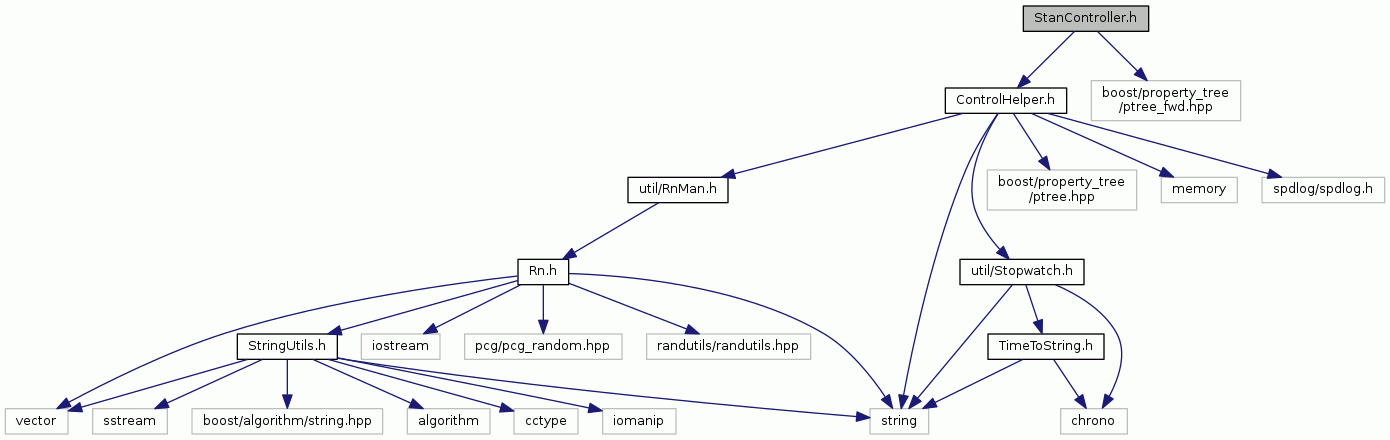 StanController.h
ControlHelper.h
boost/property_tree
/ptree_fwd.hpp
util/RnMan.h
boost/property_tree
/ptree.hpp
memory
spdlog/spdlog.h
Rn.h
util/Stopwatch.h
StringUtils.h
iostream
pcg/pcg_random.hpp
randutils/randutils.hpp
TimeToString.h
vector
sstream
boost/algorithm/string.hpp
algorithm
cctype
iomanip
string
chrono